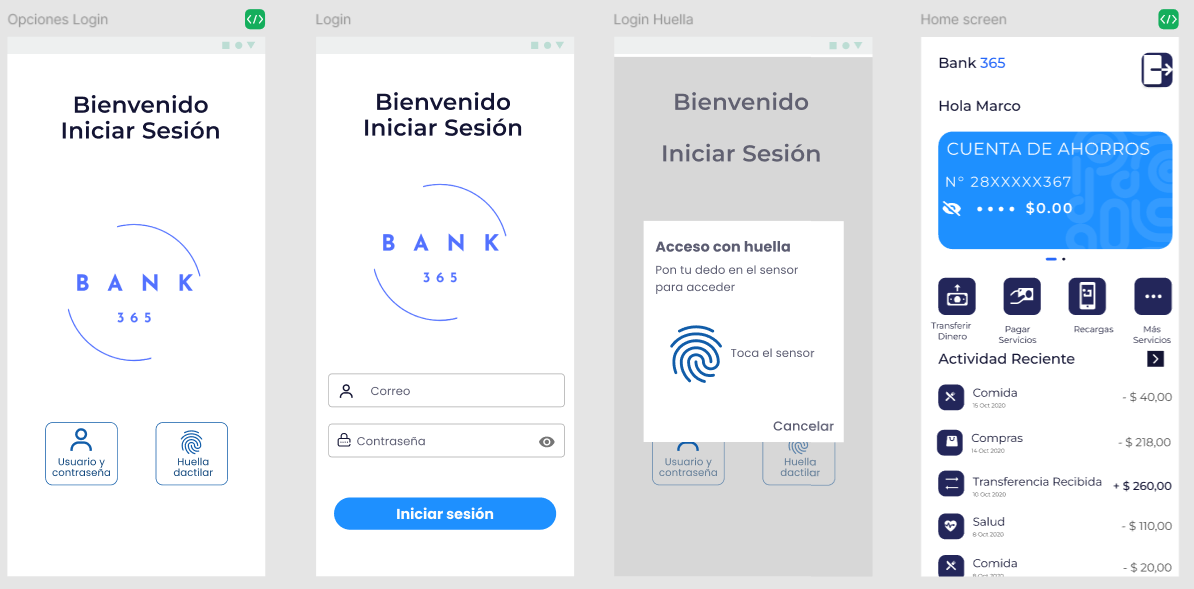 Opciones Login
Bienvenido
Iniciar Sesión
BANK
365
Usuario y
contraseña
Huella
dactilar
Login
Bienvenido
Iniciar Sesión
BANK
365
Correo
Contraseña
Iniciar sesión
Login Huella
Bienvenido
Iniciar Sesión
Acceso con huella
Pon tu dedo en el sensor
para acceder
Toca el sensor
Cancelar
Usuario y
contraseña
Huella
dactilar
Home screen
Bank 365
Hola Marco
CUENTA DE AHORROS
N° 28XXXXX367
•••• $0.00
Transferir
Dinero
Pagar
Servicios
Recargas
Más
Servicios
Actividad Reciente
Comida
- $ 40,00
15 Oct 2020
Compras
- $ 218,00
14 Oct 2020
Transferencia Recibida
+ $ 260,00
10 Oct 2020
Salud
- $ 110,00
8 Oct 2020
Comida
- $ 20,00